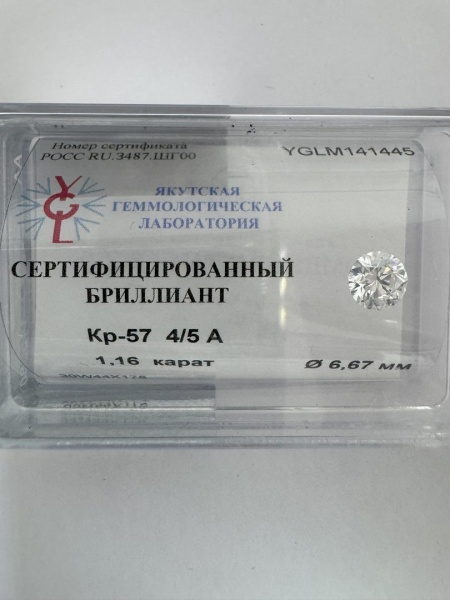 Номер сертификата
РОСС RU.3487.ШГ00
YGLM141445
YGL
ЯКУТСКАЯ
ГЕММОЛОГИЧЕСКАЯ
ЛАБОРАТОРИЯ
СЕРТИФИЦИРОВАННЫЙ
БРИЛЛИАНТ
Кр-57 4/5 А
1,16 карат
Ø 6,67 мм